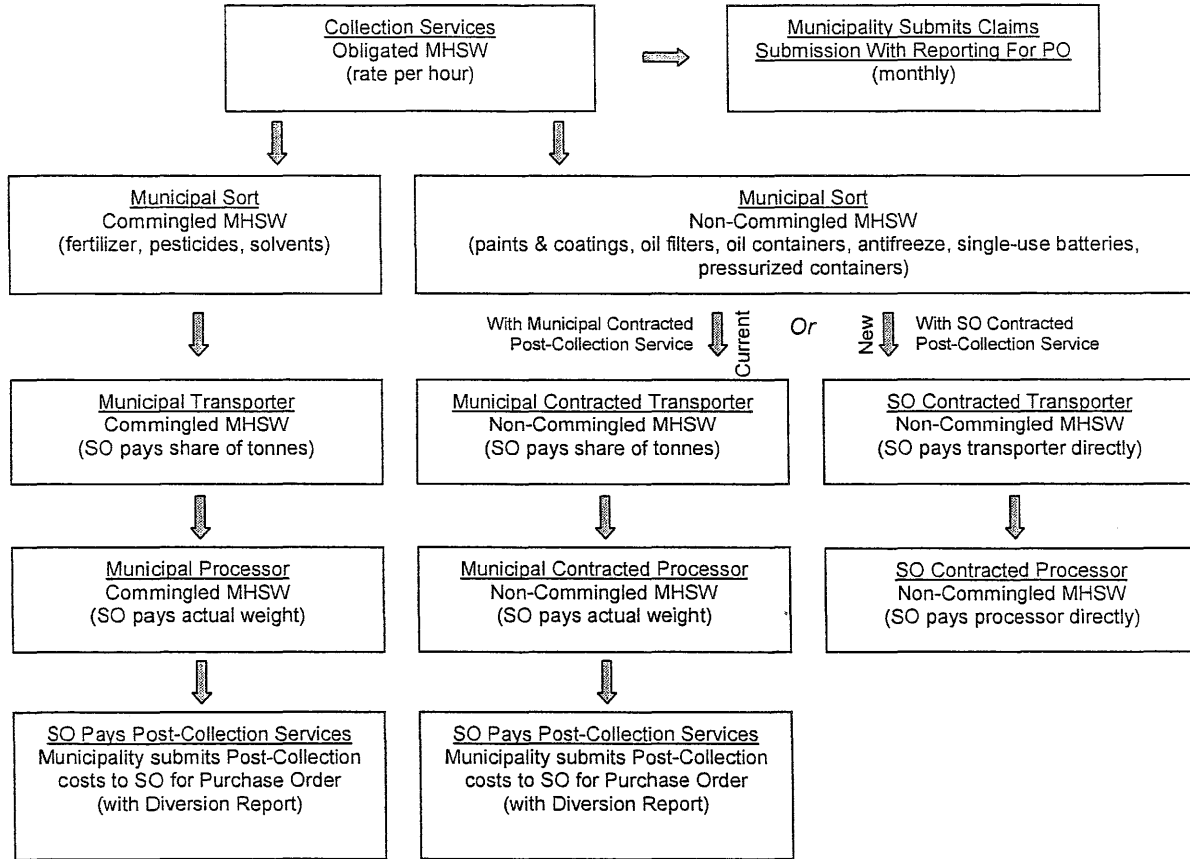 Collection Services
Obligated MHSW
(rate per hour)
Municipality Submits Claims
Submission With Reporting For PO
(monthly)
Municipal Sort
Commingled MHSW
(fertilizer, pesticides, solvents)
Municipal Sort
Non-Commingled MHSW
(paints & coatings, oil filters, oil containers, antifreeze, single-use batteries,
pressurized containers)
With Municipal Contracted
Post-Collection Service
Current
Or
New
With SO Contracted
Post-Collection Service
Municipal Transporter
Commingled MHSW
(SO pays share of tonnes)
Municipal Contracted Transporter
Non-Commingled MHSW
(SO pays share of tonnes)
SO Contracted Transporter
Non-Commingled MHSW
(SO pays transporter directly)
Municipal Processor
Commingled MHSW
(SO pays actual weight)
Municipal Contracted Processor
Non-Commingled MHSW
(SO pays actual weight)
SO Contracted Processor
Non-Commingled MHSW
(SO pays processor directly)
SO Pays Post-Collection Services
Municipality submits Post-Collection
costs to SO for Purchase Order
(with Diversion Report)
SO Pays Post-Collection Services
Municipality submits Post-Collection
costs to SO for Purchase Order
(with Diversion Report)